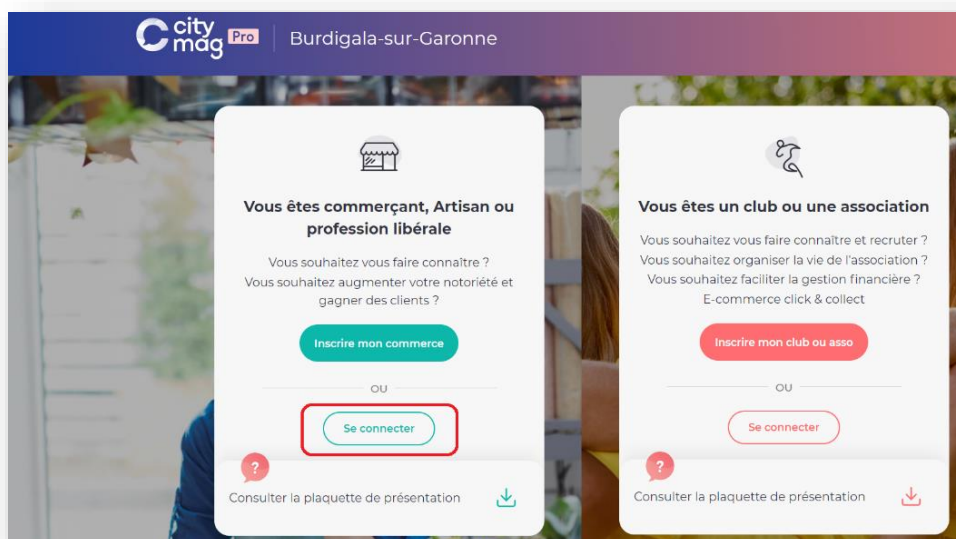 city
mag Pro
Burdigala-sur-Garonne
Vous êtes commerçant, Artisan ou
profession libérale
Vous souhaitez vous faire connaître ?
Vous souhaitez augmenter votre notoriété et
gagner des clients ?
Inscrire mon commerce
OU
Se connecter
?
Consulter la plaquette de présentation
Vous êtes un club ou une association
Vous souhaitez vous faire connaître et recruter ?
Vous souhaitez organiser la vie de l'association ?
Vous souhaitez faciliter la gestion financière ?
E-commerce click & collect
Inscrire mon club ou asso
OU
Se connecter
?
Consulter la plaquette de présentation